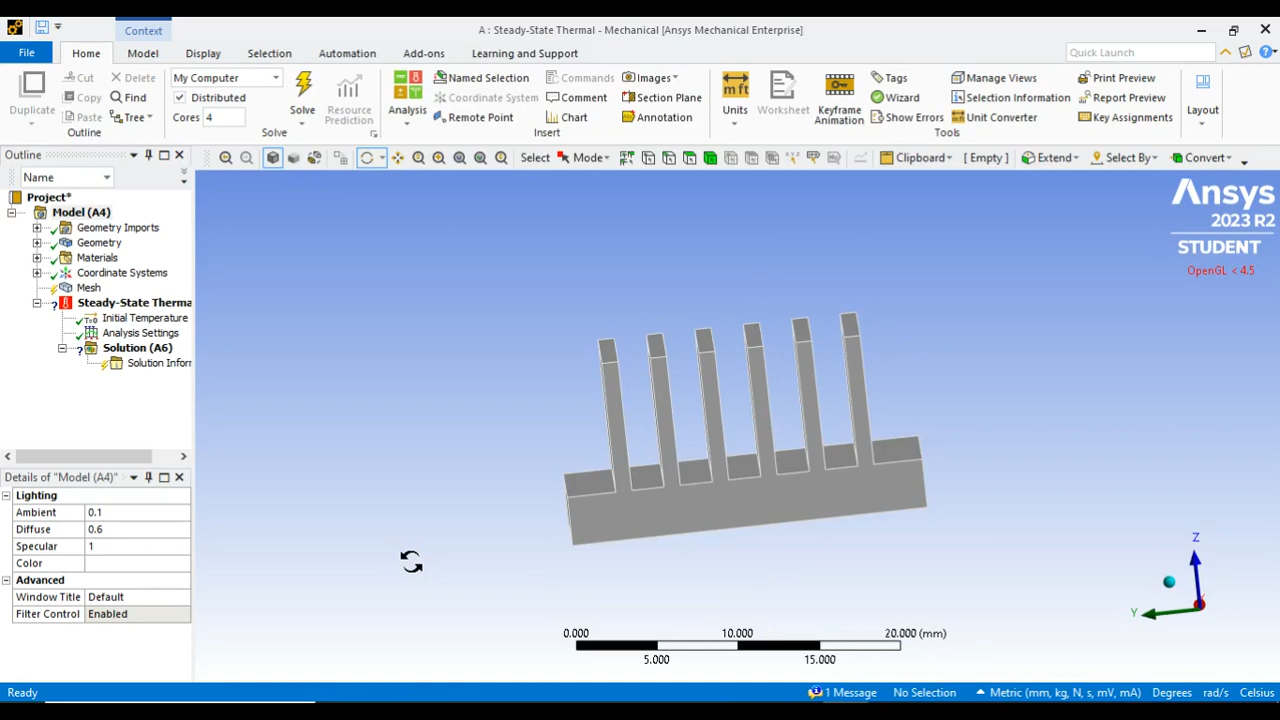 Context
A : Steady-State Thermal - Mechanical [Ansys Mechanical Enterprise]
File Home Model Display Selection Automation Add-ons Learning and Support Quick Launch
Duplicate Cut Copy Paste Delete Find Tree
Outline
My Computer
Distributed
Cores 4
Solve Resource Prediction
Solve
Analysis Named Selection Coordinate System Remote Point Commands Comment Chart Images Section Plane Annotation
Insert
Units Worksheet Keyframe Animation Tags Wizard Show Errors Manage Views Selection Information Unit Converter Print Preview Report Preview Key Assignments
Tools
Layout
Outline
Select Mode Clipboard [ Empty ] Extend Select By Convert
Name
Project*
Model (A4)
Geometry Imports
Geometry
Materials
Coordinate Systems
Mesh
Steady-State Therma
T=0 Initial Temperature
Analysis Settings
Solution (A6)
Solution Infor
Details of "Model (A4)"
Lighting
Ambient 0.1
Diffuse 0.6
Specular 1
Color
Advanced
Window Title Default
Filter Control Enabled
Ansys
2023 R2
STUDENT
OpenGL < 4.5
Z
Y
X
0.000 10.000 20.000 (mm)
5.000 15.000
Ready 1 Message No Selection Metric (mm, kg, N, s, mV, mA) Degrees rad/s Celsius